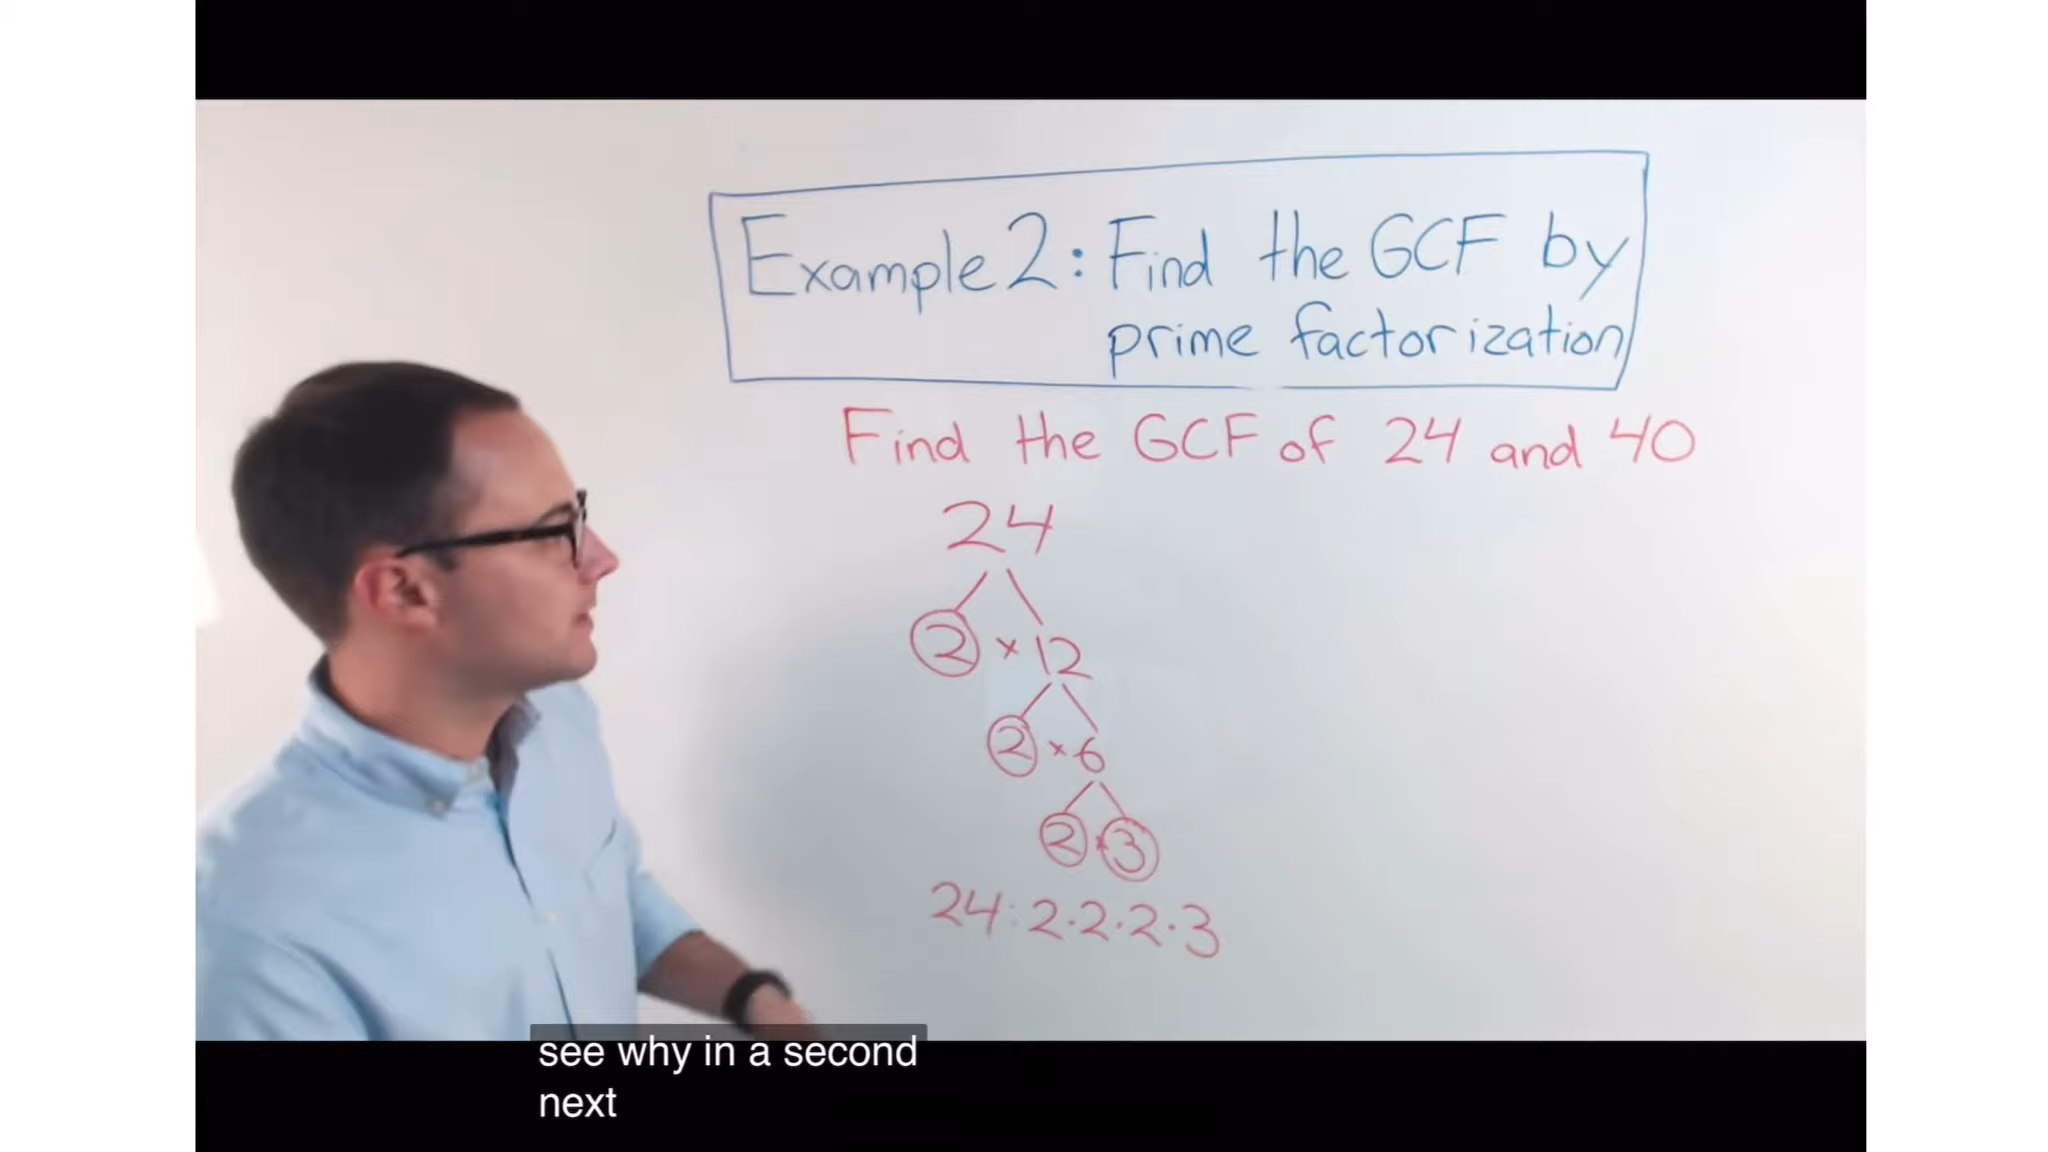 Example 2: Find the GCF by
prime factorization
Find the GCF of 24 and 40
24
2 × 12
2 × 6
2 × 3
24: 2·2·2·3
see why in a second
next